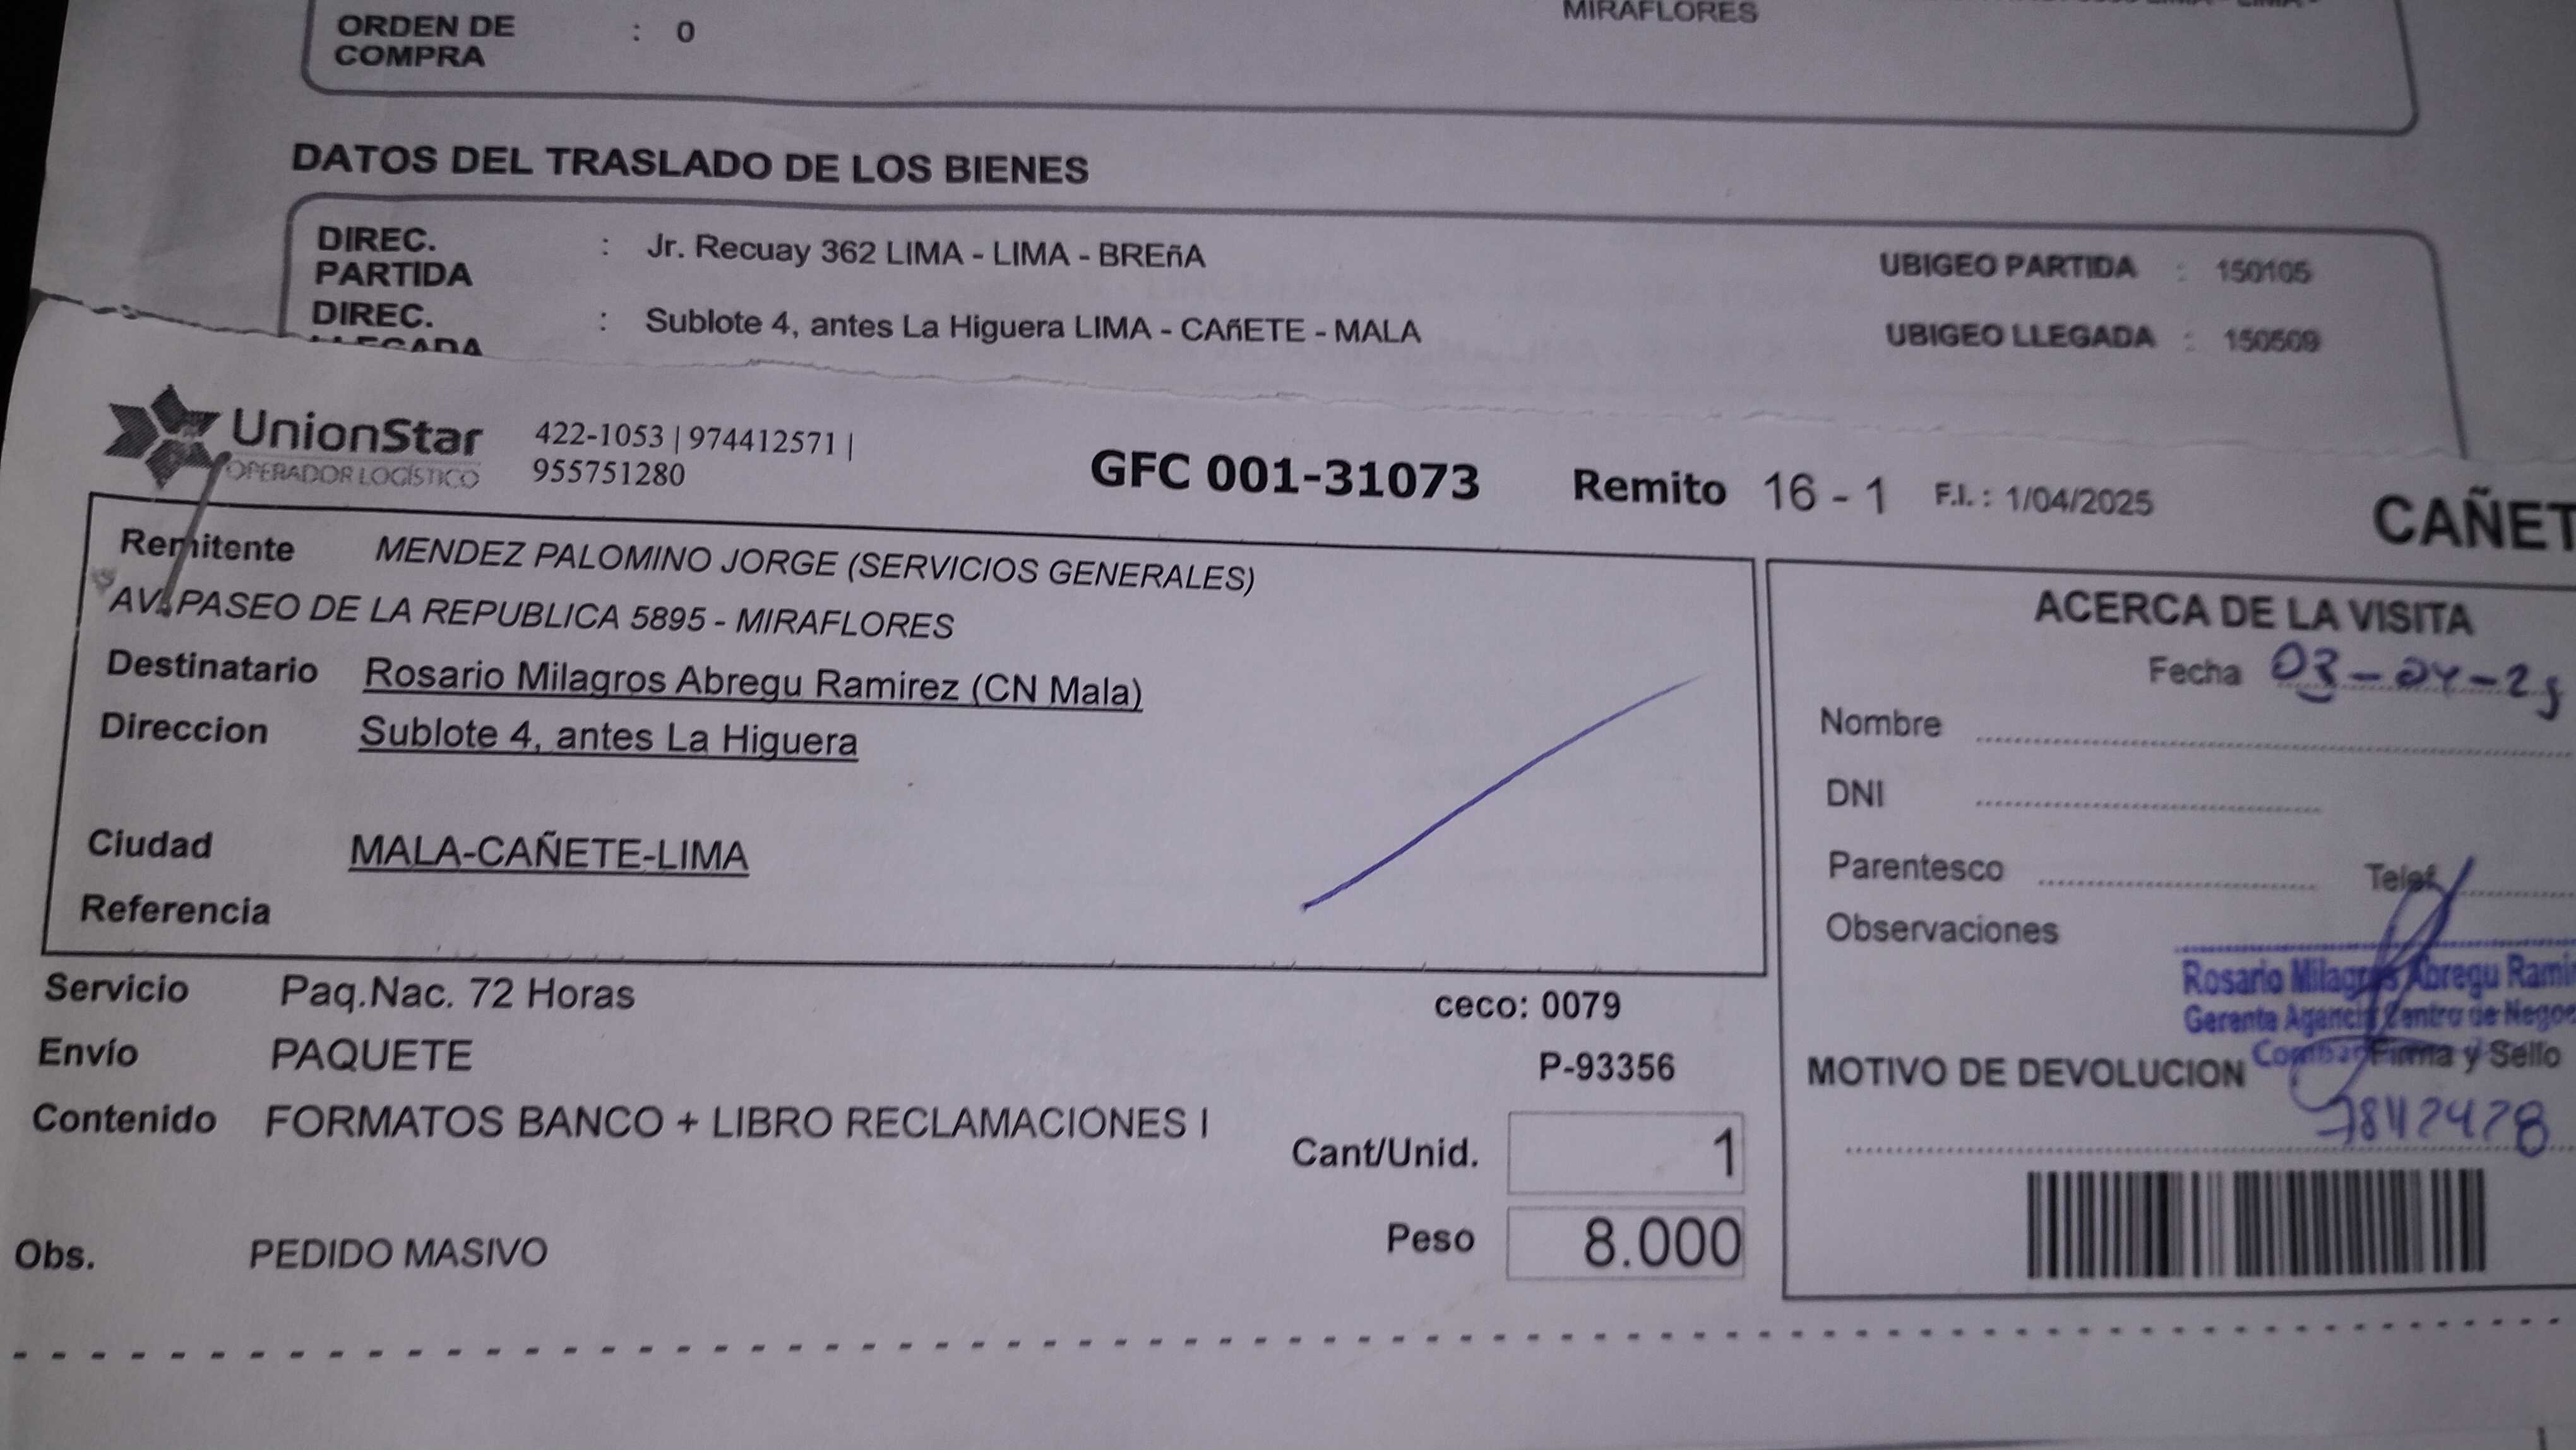 MIRAFLORES
ORDEN DE COMPRA : 0
DATOS DEL TRASLADO DE LOS BIENES
DIREC. PARTIDA : Jr. Recuay 362 LIMA - LIMA - BREñA UBIGEO PARTIDA : 150105
DIREC. LLEGADA : Sublote 4, antes La Higuera LIMA - CAñETE - MALA UBIGEO LLEGADA : 150509
UnionStar
OPERADOR LOGÍSTICO
422-1053 | 974412571 |
955751280
GFC 001-31073 Remito 16 - 1 F.I. : 1/04/2025
CAÑET
Remitente MENDEZ PALOMINO JORGE (SERVICIOS GENERALES)
AV. PASEO DE LA REPUBLICA 5895 - MIRAFLORES
Destinatario Rosario Milagros Abregu Ramirez (CN Mala)
Direccion Sublote 4, antes La Higuera
Ciudad MALA-CAÑETE-LIMA
Referencia
Servicio Paq.Nac. 72 Horas
ceco: 0079
Envío PAQUETE
P-93356
Contenido FORMATOS BANCO + LIBRO RECLAMACIONES I
Cant/Unid. 1
Peso 8.000
Obs. PEDIDO MASIVO
ACERCA DE LA VISITA
Fecha 03-04-25
Nombre
DNI
Parentesco Telef.
Observaciones
Rosario Milagros Abregu Rami
Gerente Agencia Centro de Negoc
Firma y Sello
MOTIVO DE DEVOLUCION